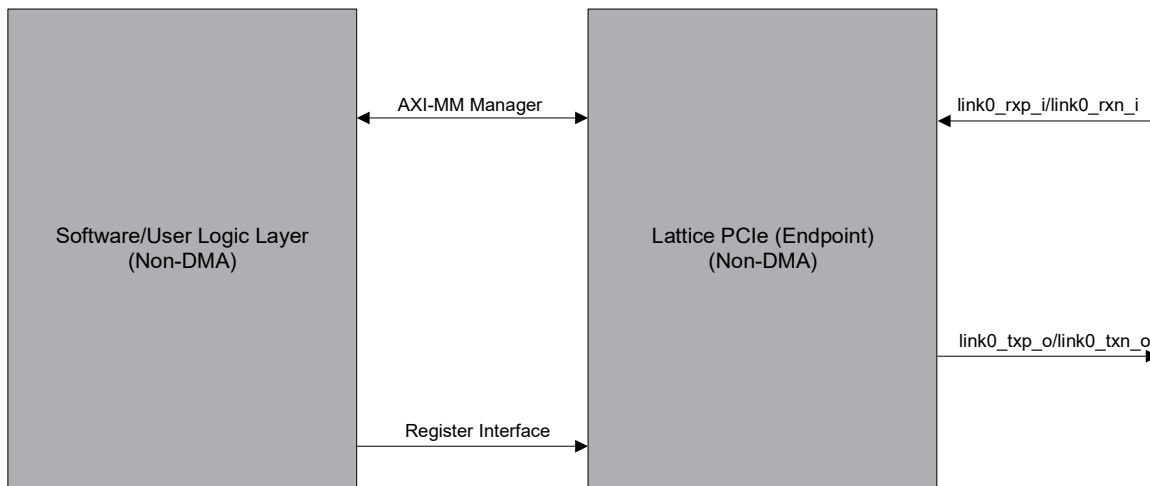 AXI-MM Manager
link0_rxp_i/link0_rxn_i
Software/User Logic Layer
(Non-DMA)
Lattice PCIe (Endpoint)
(Non-DMA)
link0_txp_o/link0_txn_o
Register Interface